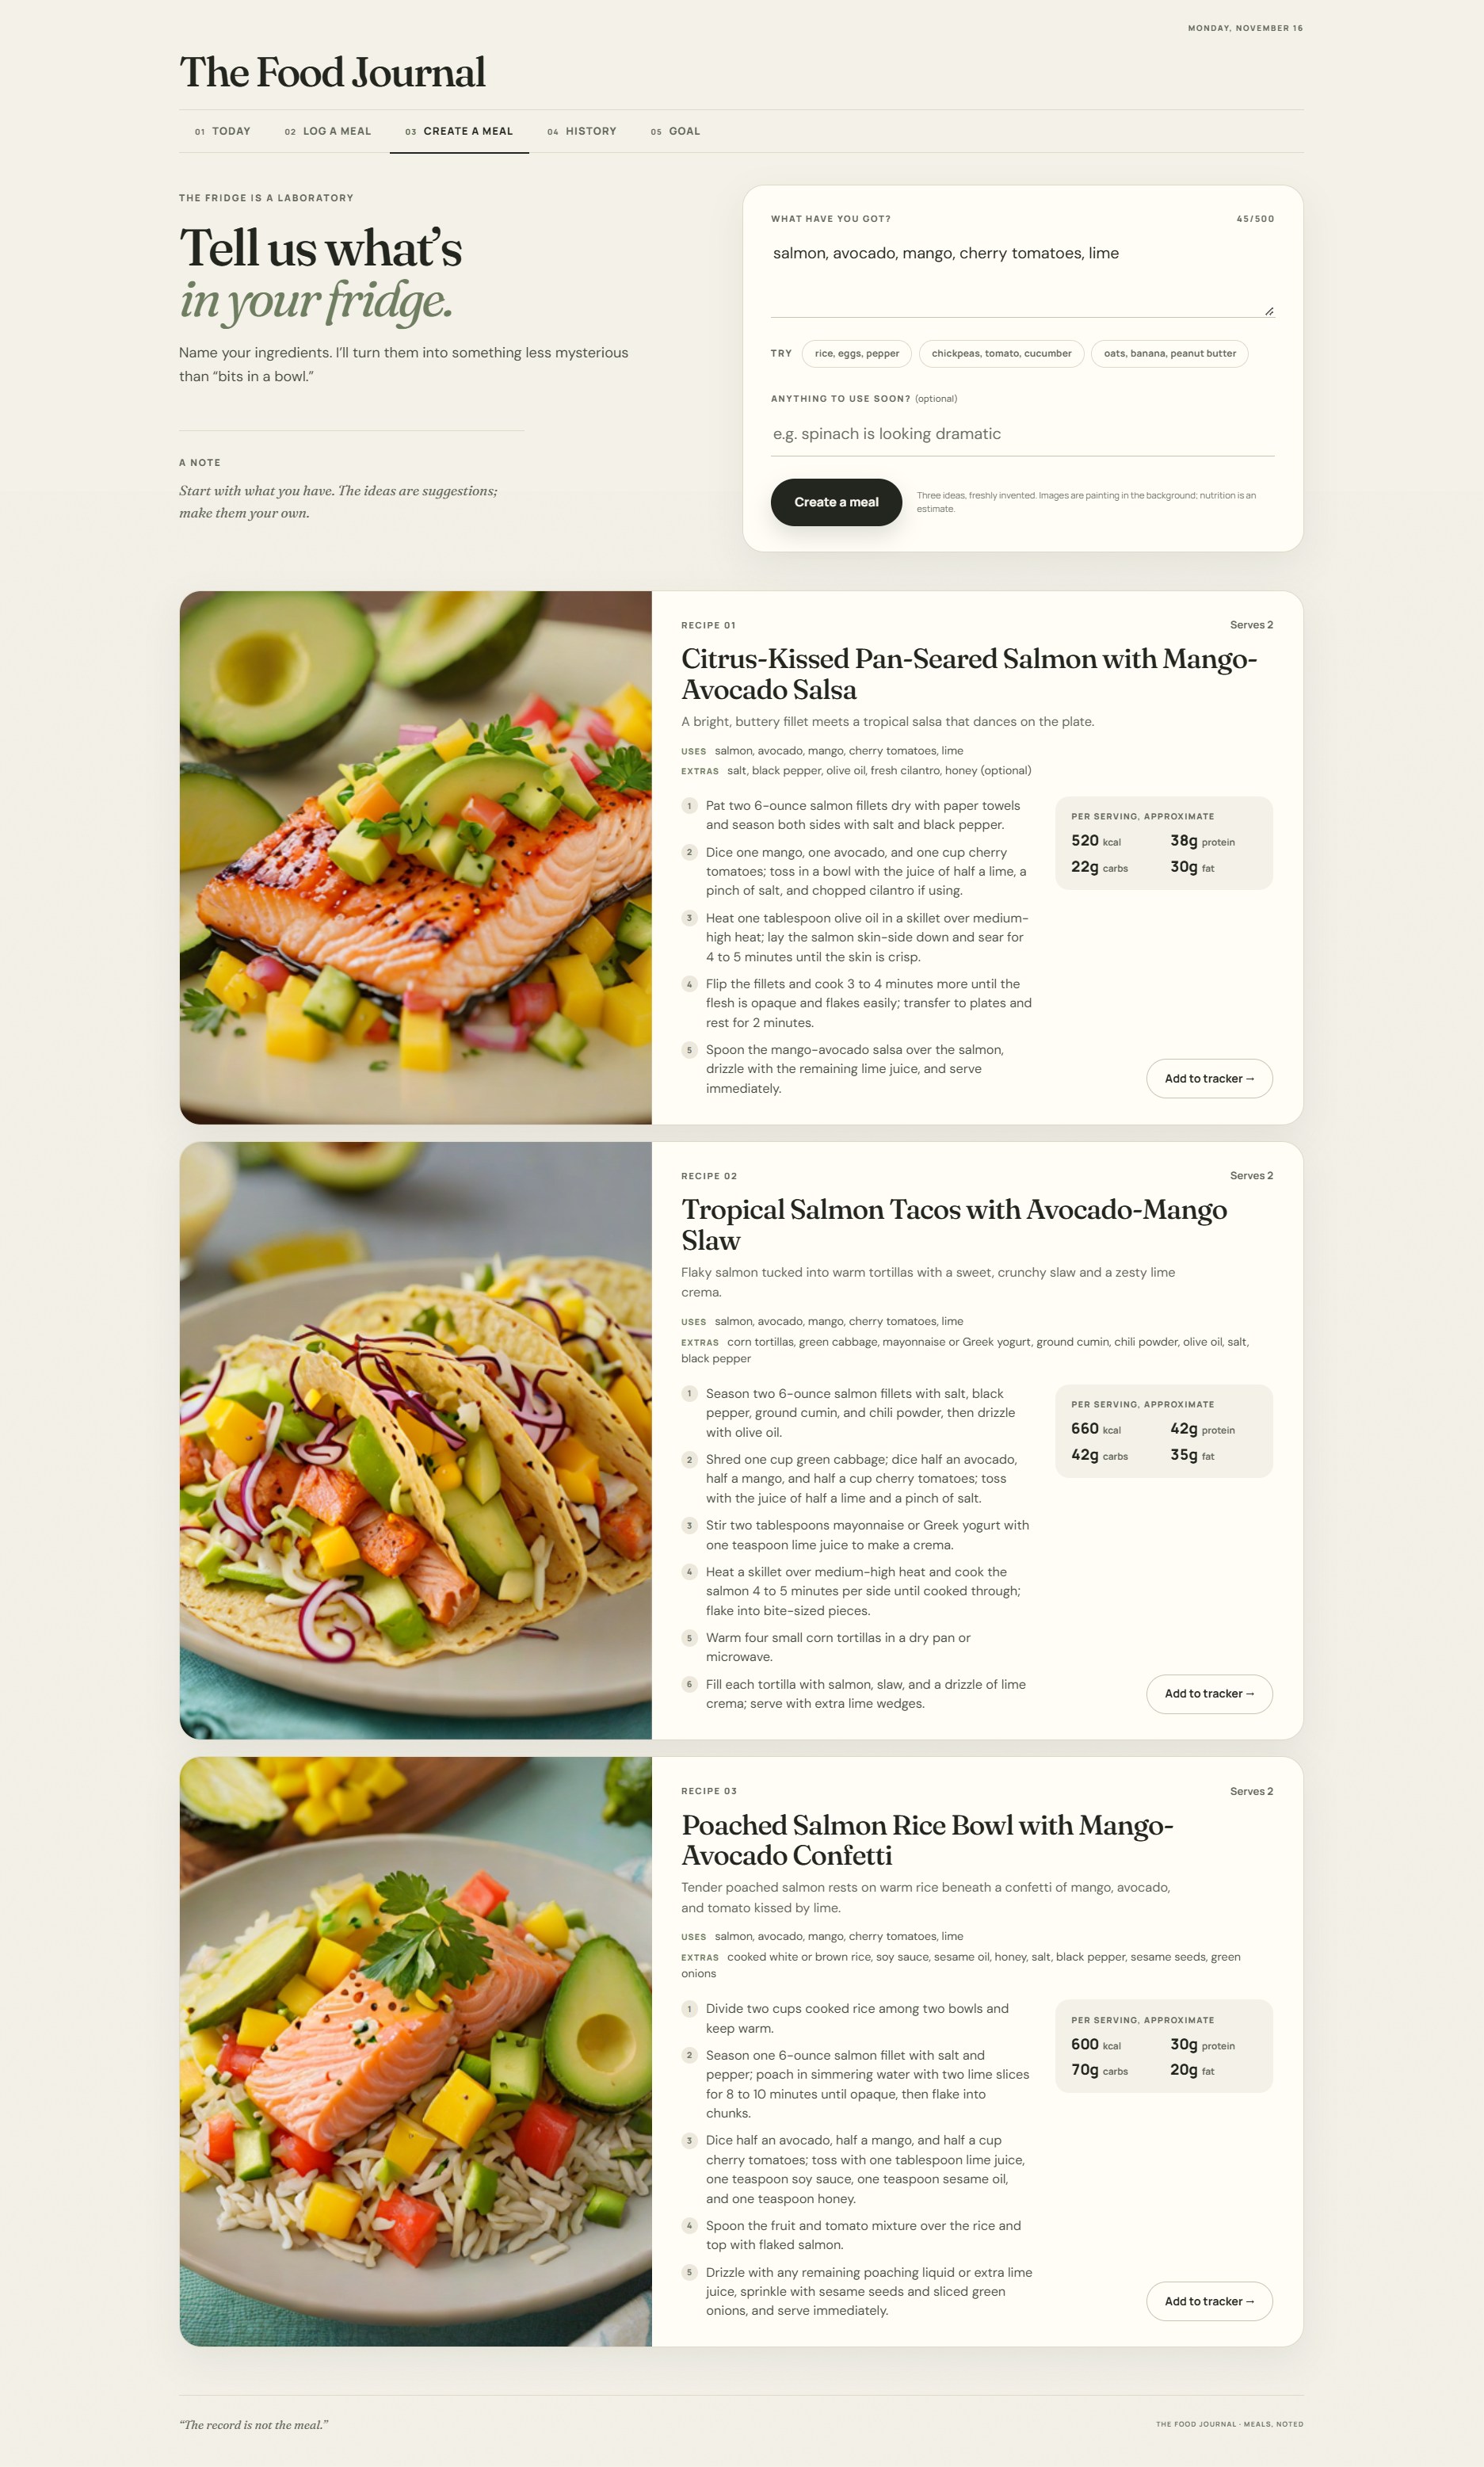 MONDAY, NOVEMBER 16
The Food Journal
01 TODAY 02 LOG A MEAL 03 CREATE A MEAL 04 HISTORY 05 GOAL
THE FRIDGE IS A LABORATORY
Tell us what’s
in your fridge.
Name your ingredients. I’ll turn them into something less mysterious
than “bits in a bowl.”
A NOTE
Start with what you have. The ideas are suggestions;
make them your own.
WHAT HAVE YOU GOT? 45/500
salmon, avocado, mango, cherry tomatoes, lime
TRY rice, eggs, pepper chickpeas, tomato, cucumber oats, banana, peanut butter
ANYTHING TO USE SOON? (optional)
e.g. spinach is looking dramatic
Create a meal
Three ideas, freshly invented. Images are painting in the background; nutrition is an
estimate.
RECIPE 01 Serves 2
Citrus-Kissed Pan-Seared Salmon with Mango-
Avocado Salsa
A bright, buttery fillet meets a tropical salsa that dances on the plate.
USES salmon, avocado, mango, cherry tomatoes, lime
EXTRAS salt, black pepper, olive oil, fresh cilantro, honey (optional)
1 Pat two 6-ounce salmon fillets dry with paper towels
and season both sides with salt and black pepper.
2 Dice one mango, one avocado, and one cup cherry
tomatoes; toss in a bowl with the juice of half a lime, a
pinch of salt, and chopped cilantro if using.
3 Heat one tablespoon olive oil in a skillet over medium-
high heat; lay the salmon skin-side down and sear for
4 to 5 minutes until the skin is crisp.
4 Flip the fillets and cook 3 to 4 minutes more until the
flesh is opaque and flakes easily; transfer to plates and
rest for 2 minutes.
5 Spoon the mango-avocado salsa over the salmon,
drizzle with the remaining lime juice, and serve
immediately.
PER SERVING, APPROXIMATE
520 kcal 38g protein
22g carbs 30g fat
Add to tracker →
RECIPE 02 Serves 2
Tropical Salmon Tacos with Avocado-Mango
Slaw
Flaky salmon tucked into warm tortillas with a sweet, crunchy slaw and a zesty lime
crema.
USES salmon, avocado, mango, cherry tomatoes, lime
EXTRAS corn tortillas, green cabbage, mayonnaise or Greek yogurt, ground cumin, chili powder, olive oil, salt,
black pepper
1 Season two 6-ounce salmon fillets with salt, black
pepper, ground cumin, and chili powder, then drizzle
with olive oil.
2 Shred one cup green cabbage; dice half an avocado,
half a mango, and half a cup cherry tomatoes; toss
with the juice of half a lime and a pinch of salt.
3 Stir two tablespoons mayonnaise or Greek yogurt with
one teaspoon lime juice to make a crema.
4 Heat a skillet over medium-high heat and cook the
salmon 4 to 5 minutes per side until cooked through;
flake into bite-sized pieces.
5 Warm four small corn tortillas in a dry pan or
microwave.
6 Fill each tortilla with salmon, slaw, and a drizzle of lime
crema; serve with extra lime wedges.
PER SERVING, APPROXIMATE
660 kcal 42g protein
42g carbs 35g fat
Add to tracker →
RECIPE 03 Serves 2
Poached Salmon Rice Bowl with Mango-
Avocado Confetti
Tender poached salmon rests on warm rice beneath a confetti of mango, avocado,
and tomato kissed by lime.
USES salmon, avocado, mango, cherry tomatoes, lime
EXTRAS cooked white or brown rice, soy sauce, sesame oil, honey, salt, black pepper, sesame seeds, green
onions
1 Divide two cups cooked rice among two bowls and
keep warm.
2 Season one 6-ounce salmon fillet with salt and
pepper; poach in simmering water with two lime slices
for 8 to 10 minutes until opaque, then flake into
chunks.
3 Dice half an avocado, half a mango, and half a cup
cherry tomatoes; toss with one tablespoon lime juice,
one teaspoon soy sauce, one teaspoon sesame oil,
and one teaspoon honey.
4 Spoon the fruit and tomato mixture over the rice and
top with flaked salmon.
5 Drizzle with any remaining poaching liquid or extra lime
juice, sprinkle with sesame seeds and sliced green
onions, and serve immediately.
PER SERVING, APPROXIMATE
600 kcal 30g protein
70g carbs 20g fat
Add to tracker →
“The record is not the meal.”
THE FOOD JOURNAL · MEALS, NOTED